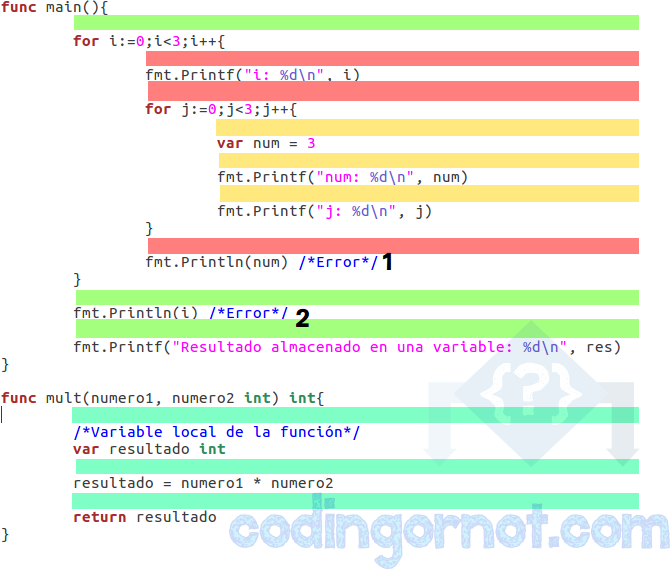 func main(){
for i:=0;i<3;i++{
fmt.Printf("i: %d\n", i)
for j:=0;j<3;j++{
var num = 3
fmt.Printf("num: %d\n", num)
fmt.Printf("j: %d\n", j)
}
fmt.Println(num) /*Error*/ 1
}
fmt.Println(i) /*Error*/ 2
fmt.Printf("Resultado almacenado en una variable: %d\n", res)
}
{?}
func mult(numero1, numero2 int) int{
/*Variable local de la función*/
var resultado int
resultado = numero1 * numero2
return resultado
}
codingornot.com